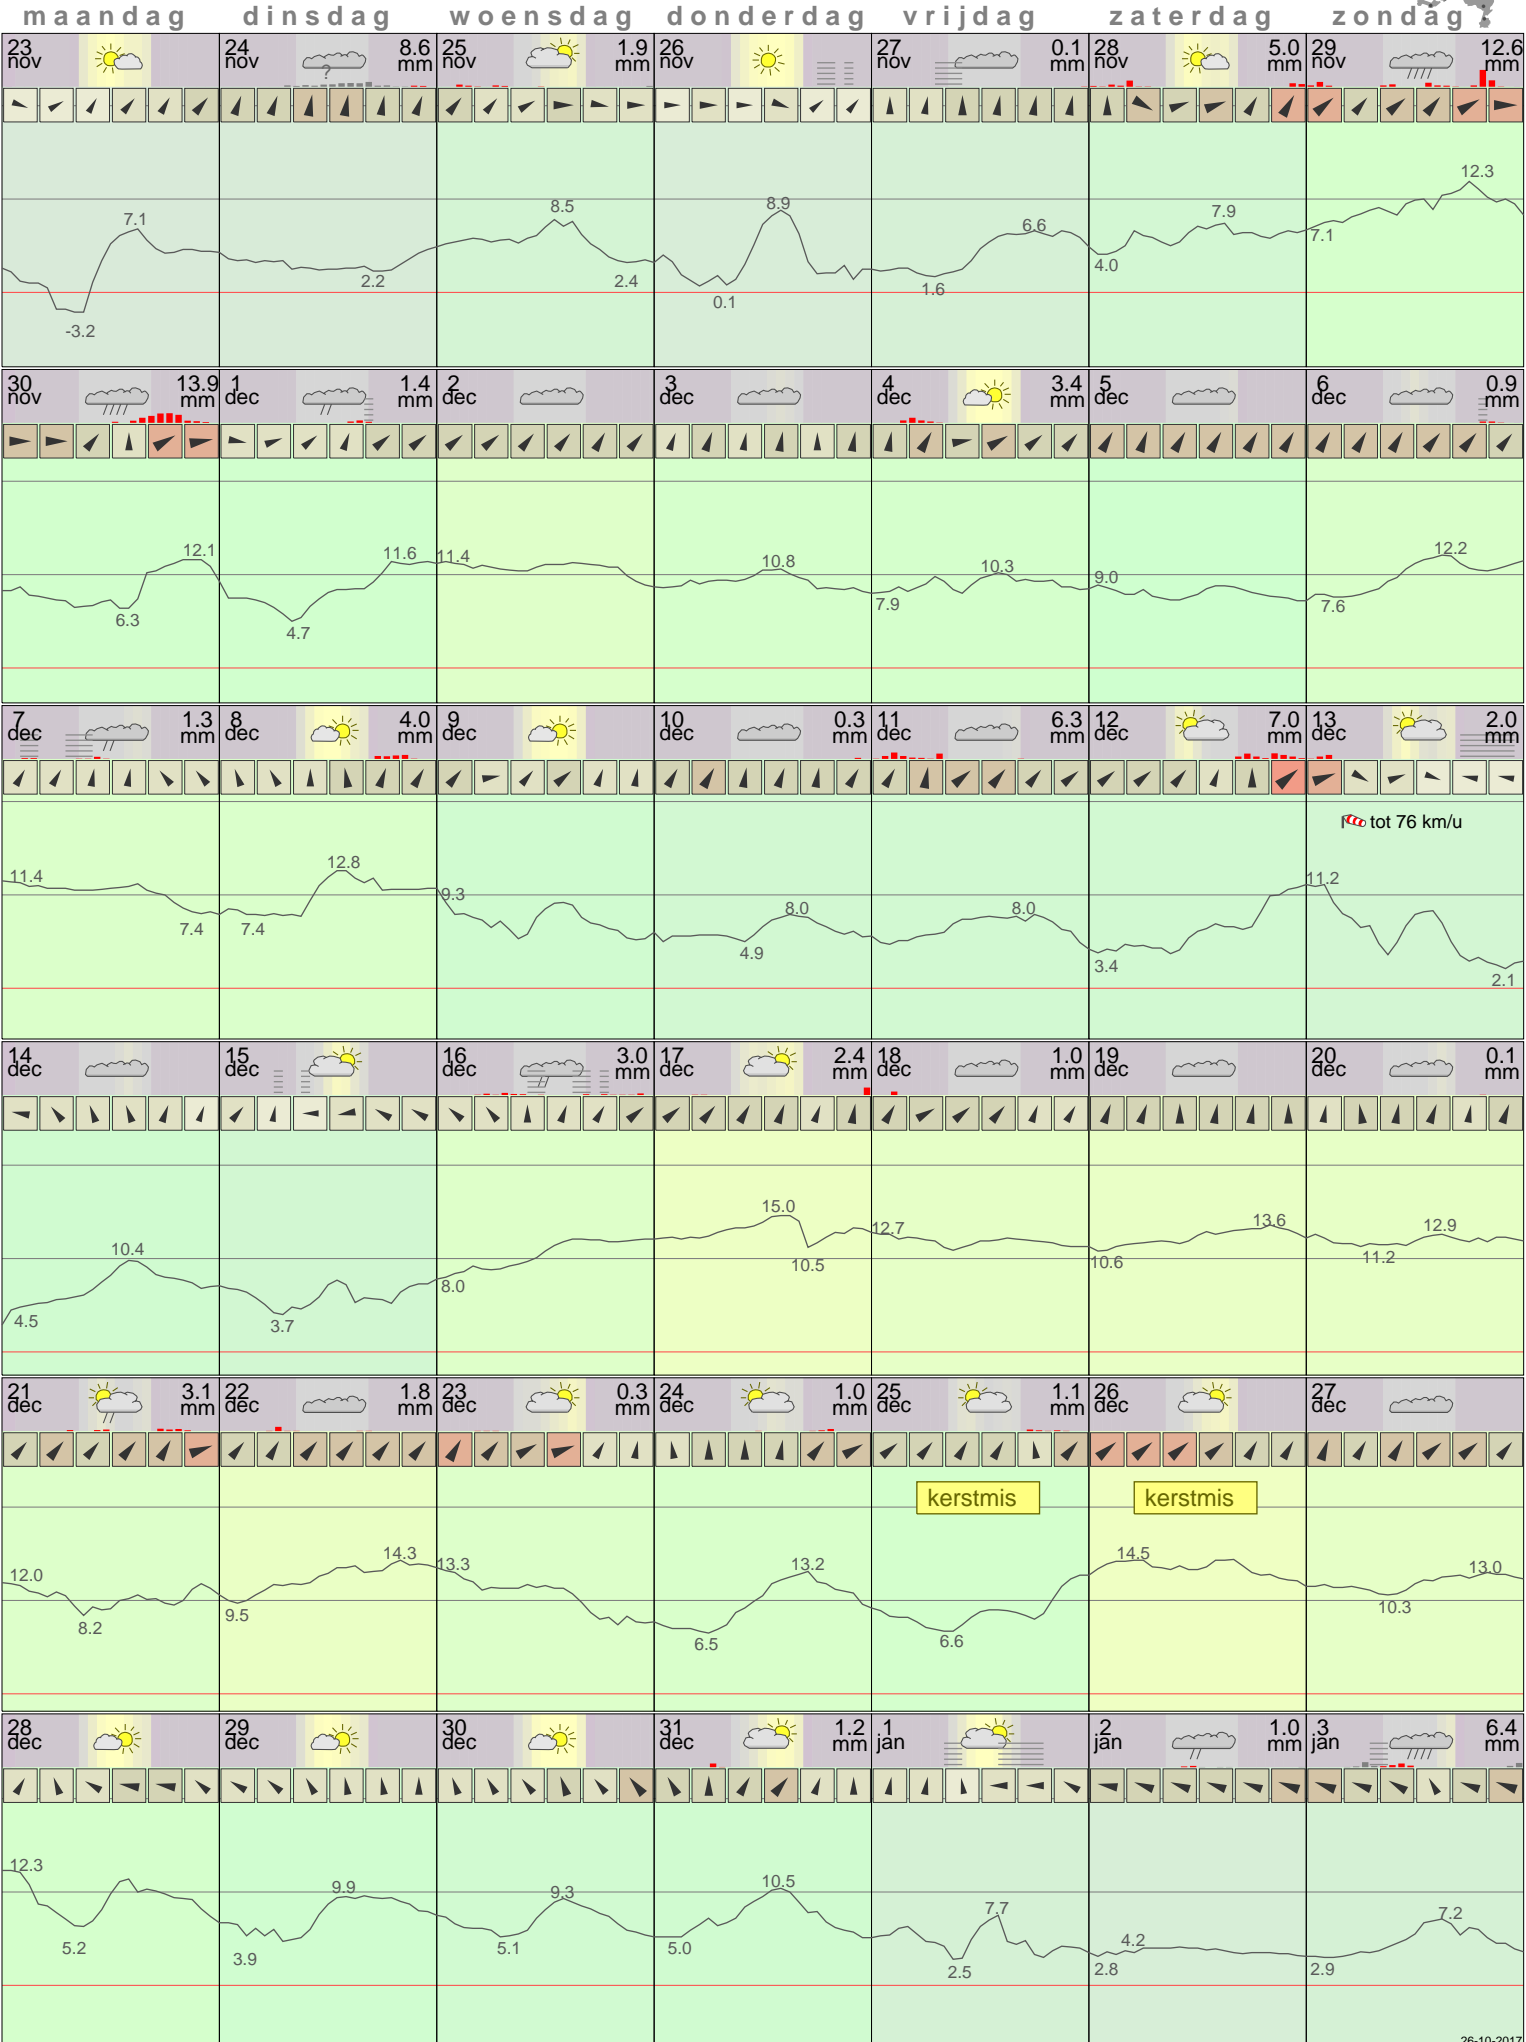 maandag dinsdag woensdag donderdag vrijdag zaterdag zondag
23 nov 24 nov 8.6 mm 25 nov 1.9 mm 26 nov 27 nov 0.1 mm 28 nov 5.0 mm 29 nov 12.6 mm
?
7.1 -3.2 2.2 8.5 2.4 8.9 0.1 6.6 1.6 7.9 4.0 12.3 7.1
30 nov 13.9 mm 1 dec 1.4 mm 2 dec 3 dec 4 dec 3.4 mm 5 dec 6 dec 0.9 mm
12.1 6.3 11.6 4.7 11.4 10.8 10.3 7.9 9.0 12.2 7.6
7 dec 1.3 mm 8 dec 4.0 mm 9 dec 10 dec 0.3 mm 11 dec 6.3 mm 12 dec 7.0 mm 13 dec 2.0 mm
tot 76 km/u
11.4 7.4 12.8 7.4 9.3 8.0 4.9 8.0 3.4 11.2 2.1
14 dec 15 dec 16 dec 3.0 mm 17 dec 2.4 mm 18 dec 1.0 mm 19 dec 20 dec 0.1 mm
10.4 4.5 3.7 8.0 15.0 10.5 12.7 13.6 10.6 12.9 11.2
21 dec 3.1 mm 22 dec 1.8 mm 23 dec 0.3 mm 24 dec 1.0 mm 25 dec 1.1 mm 26 dec 27 dec
kerstmis kerstmis
12.0 8.2 14.3 9.5 13.3 13.2 6.5 6.6 14.5 13.0 10.3
28 dec 29 dec 30 dec 31 dec 1.2 mm 1 jan 2 jan 1.0 mm 3 jan 6.4 mm
12.3 5.2 9.9 3.9 9.3 5.1 10.5 5.0 7.7 2.5 4.2 2.8 7.2 2.9
26-10-2017